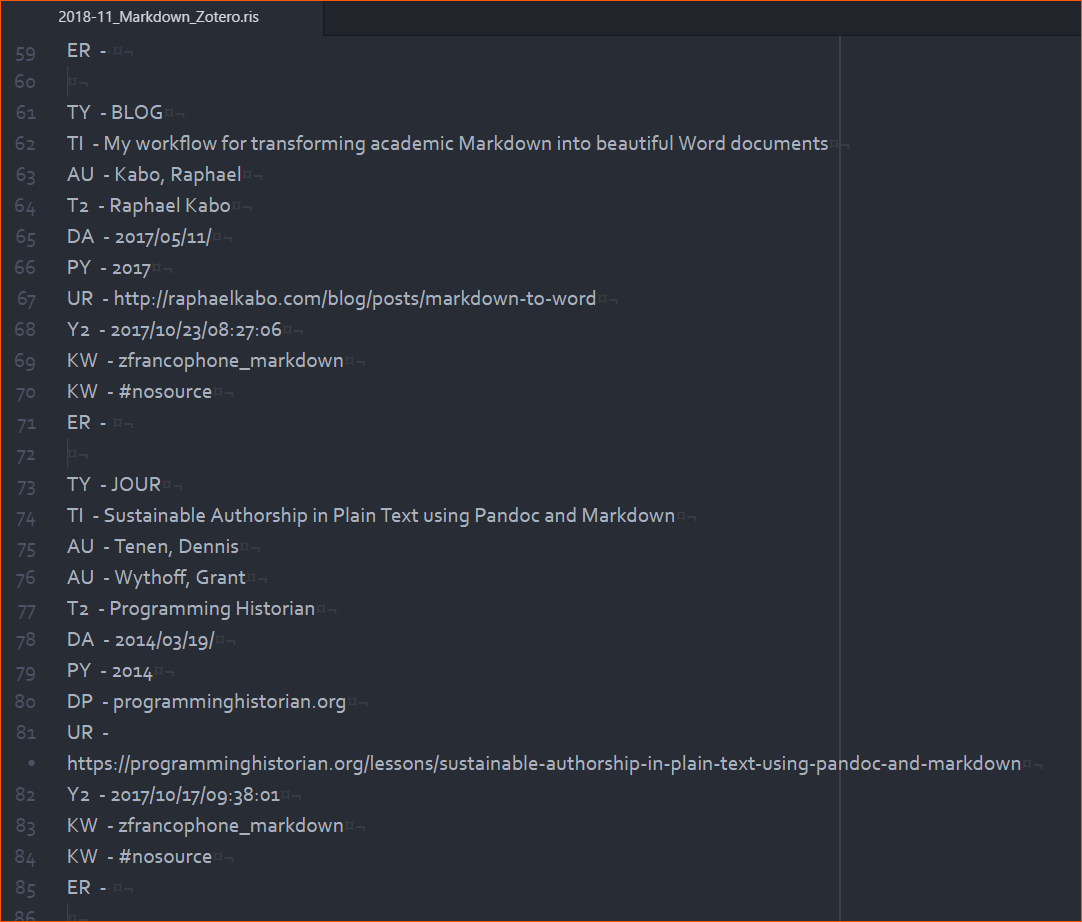 2018-11_Markdown_Zotero.ris
59 ER  - ¤¬
60 ¤¬
61 TY  - BLOG¤¬
62 TI  - My workflow for transforming academic Markdown into beautiful Word documents¤¬
63 AU  - Kabo, Raphael¤¬
64 T2  - Raphael Kabo¤¬
65 DA  - 2017/05/11/¤¬
66 PY  - 2017¤¬
67 UR  - http://raphaelkabo.com/blog/posts/markdown-to-word¤¬
68 Y2  - 2017/10/23/08:27:06¤¬
69 KW  - zfrancophone_markdown¤¬
70 KW  - #nosource¤¬
71 ER  - ¤¬
72 ¤¬
73 TY  - JOUR¤¬
74 TI  - Sustainable Authorship in Plain Text using Pandoc and Markdown¤¬
75 AU  - Tenen, Dennis¤¬
76 AU  - Wythoff, Grant¤¬
77 T2  - Programming Historian¤¬
78 DA  - 2014/03/19/¤¬
79 PY  - 2014¤¬
80 DP  - programminghistorian.org¤¬
81 UR  -
• https://programminghistorian.org/lessons/sustainable-authorship-in-plain-text-using-pandoc-and-markdown¤¬
82 Y2  - 2017/10/17/09:38:01¤¬
83 KW  - zfrancophone_markdown¤¬
84 KW  - #nosource¤¬
85 ER  - ¤¬
86 ¤¬